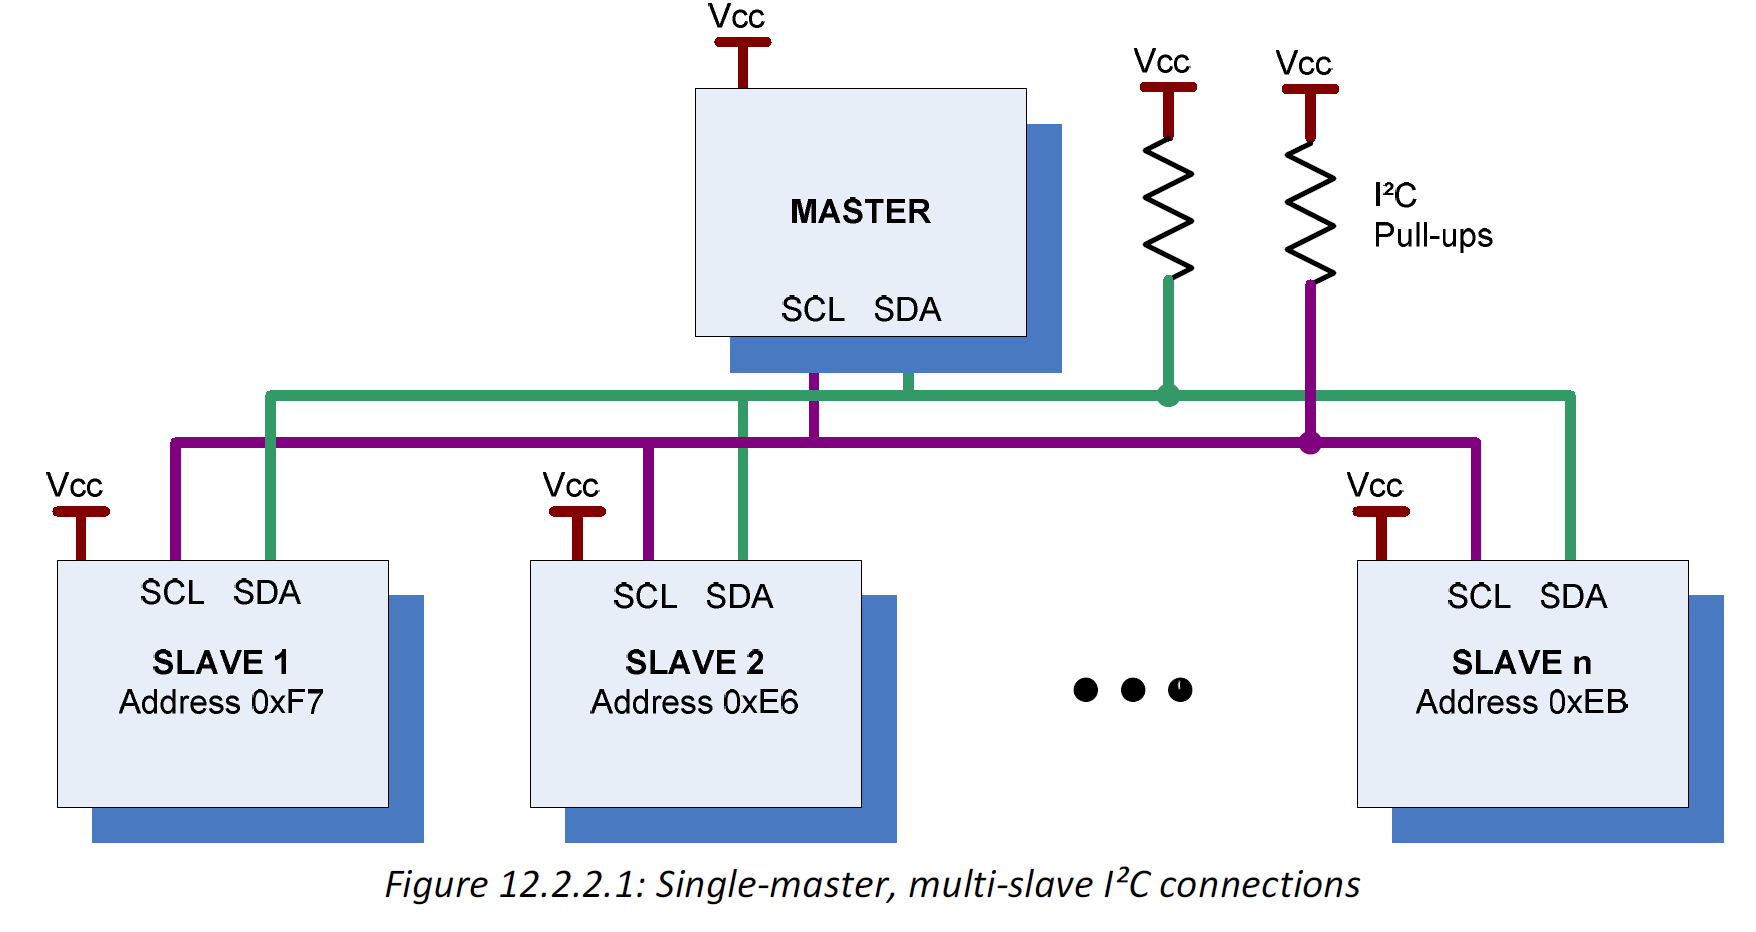 Vcc
Vcc
Vcc
MASTER
I²C
Pull-ups
SCL SDA
Vcc
Vcc
Vcc
SCL SDA
SLAVE 1
Address 0xF7
SCL SDA
SLAVE 2
Address 0xE6
SCL SDA
SLAVE n
Address 0xEB
Figure 12.2.2.1: Single-master, multi-slave I²C connections